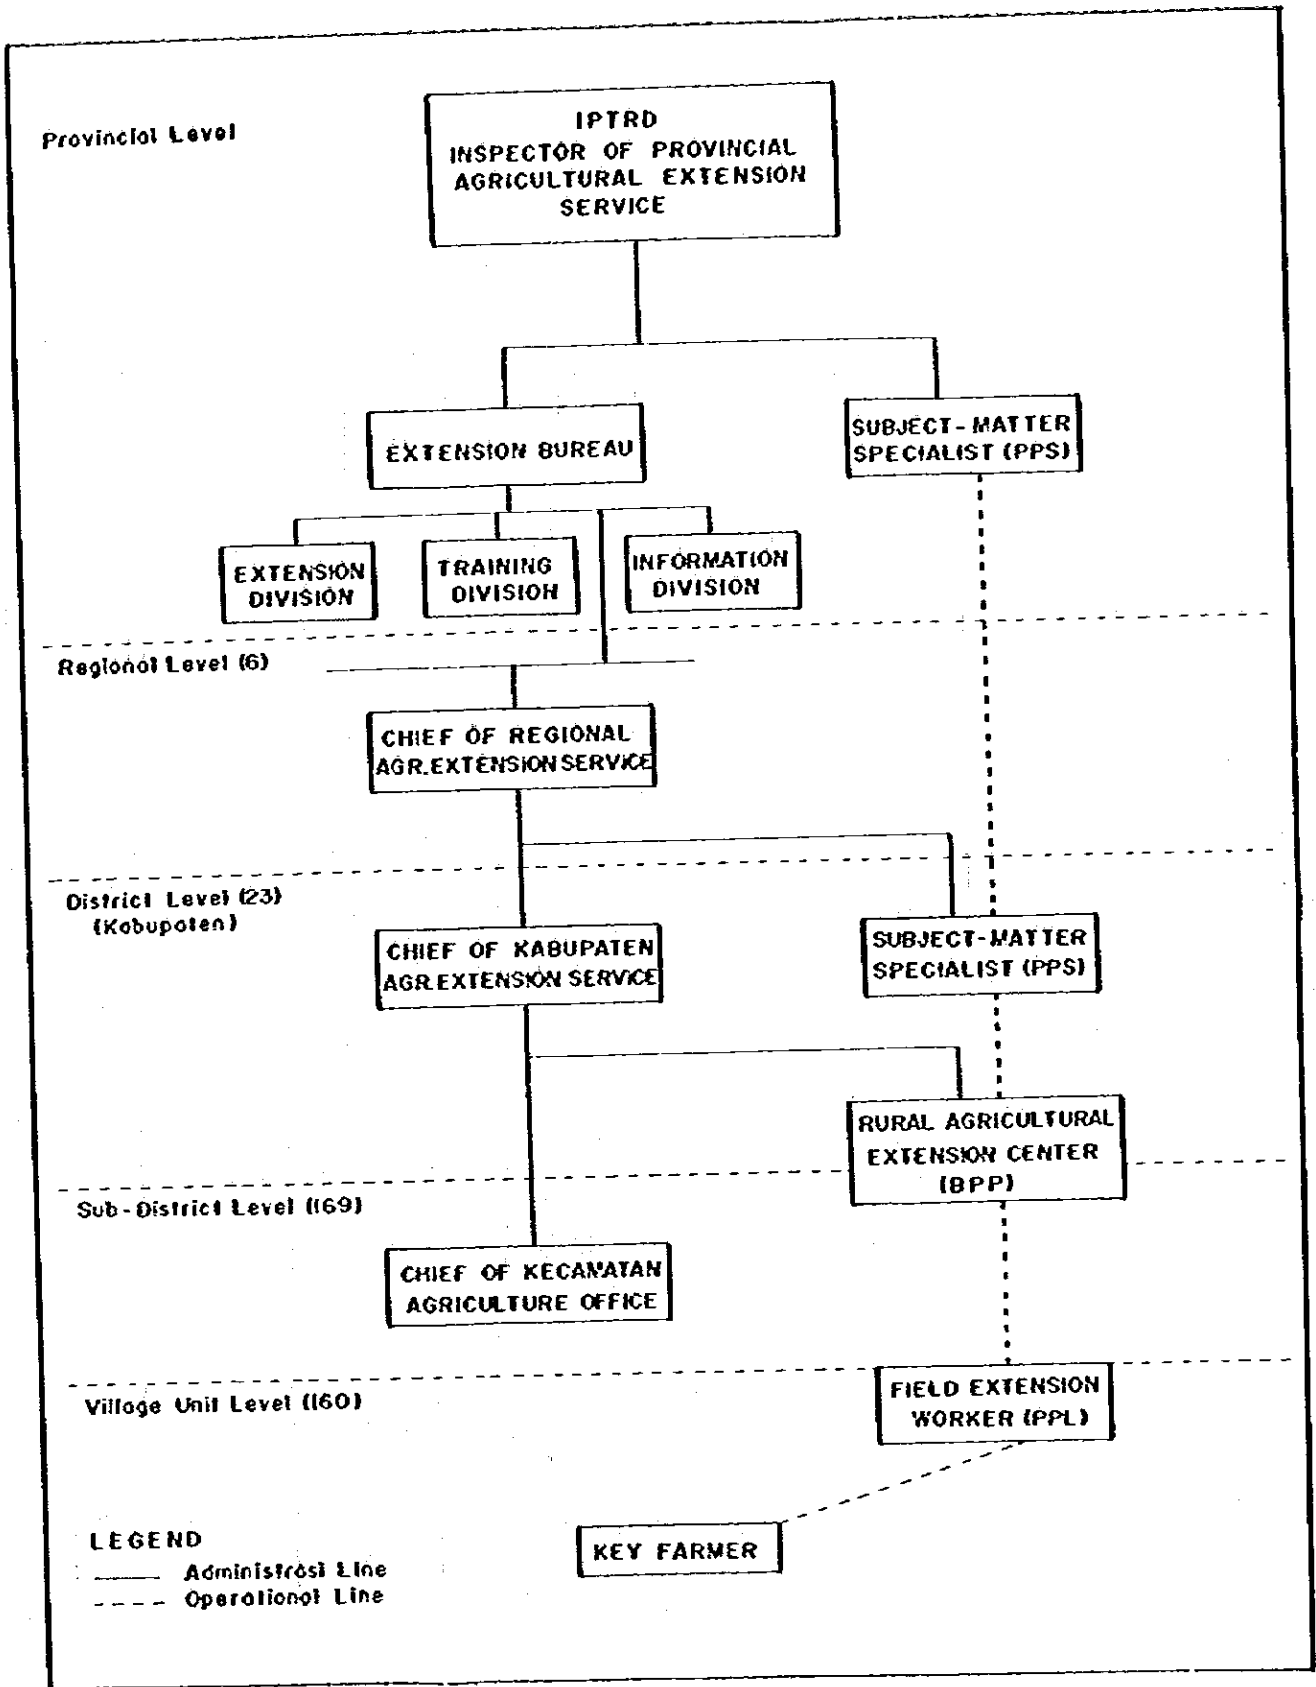 Provincial Level
IPTRD
INSPECTOR OF PROVINCIAL
AGRICULTURAL EXTENSION
SERVICE
EXTENSION BUREAU
SUBJECT-MATTER
SPECIALIST (PPS)
EXTENSION
DIVISION
TRAINING
DIVISION
INFORMATION
DIVISION
Regional Level (6)
CHIEF OF REGIONAL
AGR. EXTENSION SERVICE
District Level (23)
(Kabupaten)
CHIEF OF KABUPATEN
AGR. EXTENSION SERVICE
SUBJECT-MATTER
SPECIALIST (PPS)
RURAL AGRICULTURAL
EXTENSION CENTER
(BPP)
Sub-District Level (169)
CHIEF OF KECAMATAN
AGRICULTURE OFFICE
Village Unit Level (160)
FIELD EXTENSION
WORKER (PPL)
KEY FARMER
LEGEND
Administrasi Line
Operational Line